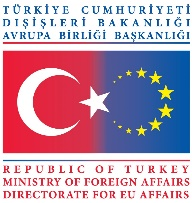 TÜRKİYE CUMHURİYETİ
DIŞİŞLERİ BAKANLIĞI
AVRUPA BİRLİĞİ BAŞKANLIĞI
REPUBLIC OF TURKEY
MINISTRY OF FOREIGN AFFAIRS
DIRECTORATE FOR EU AFFAIRS